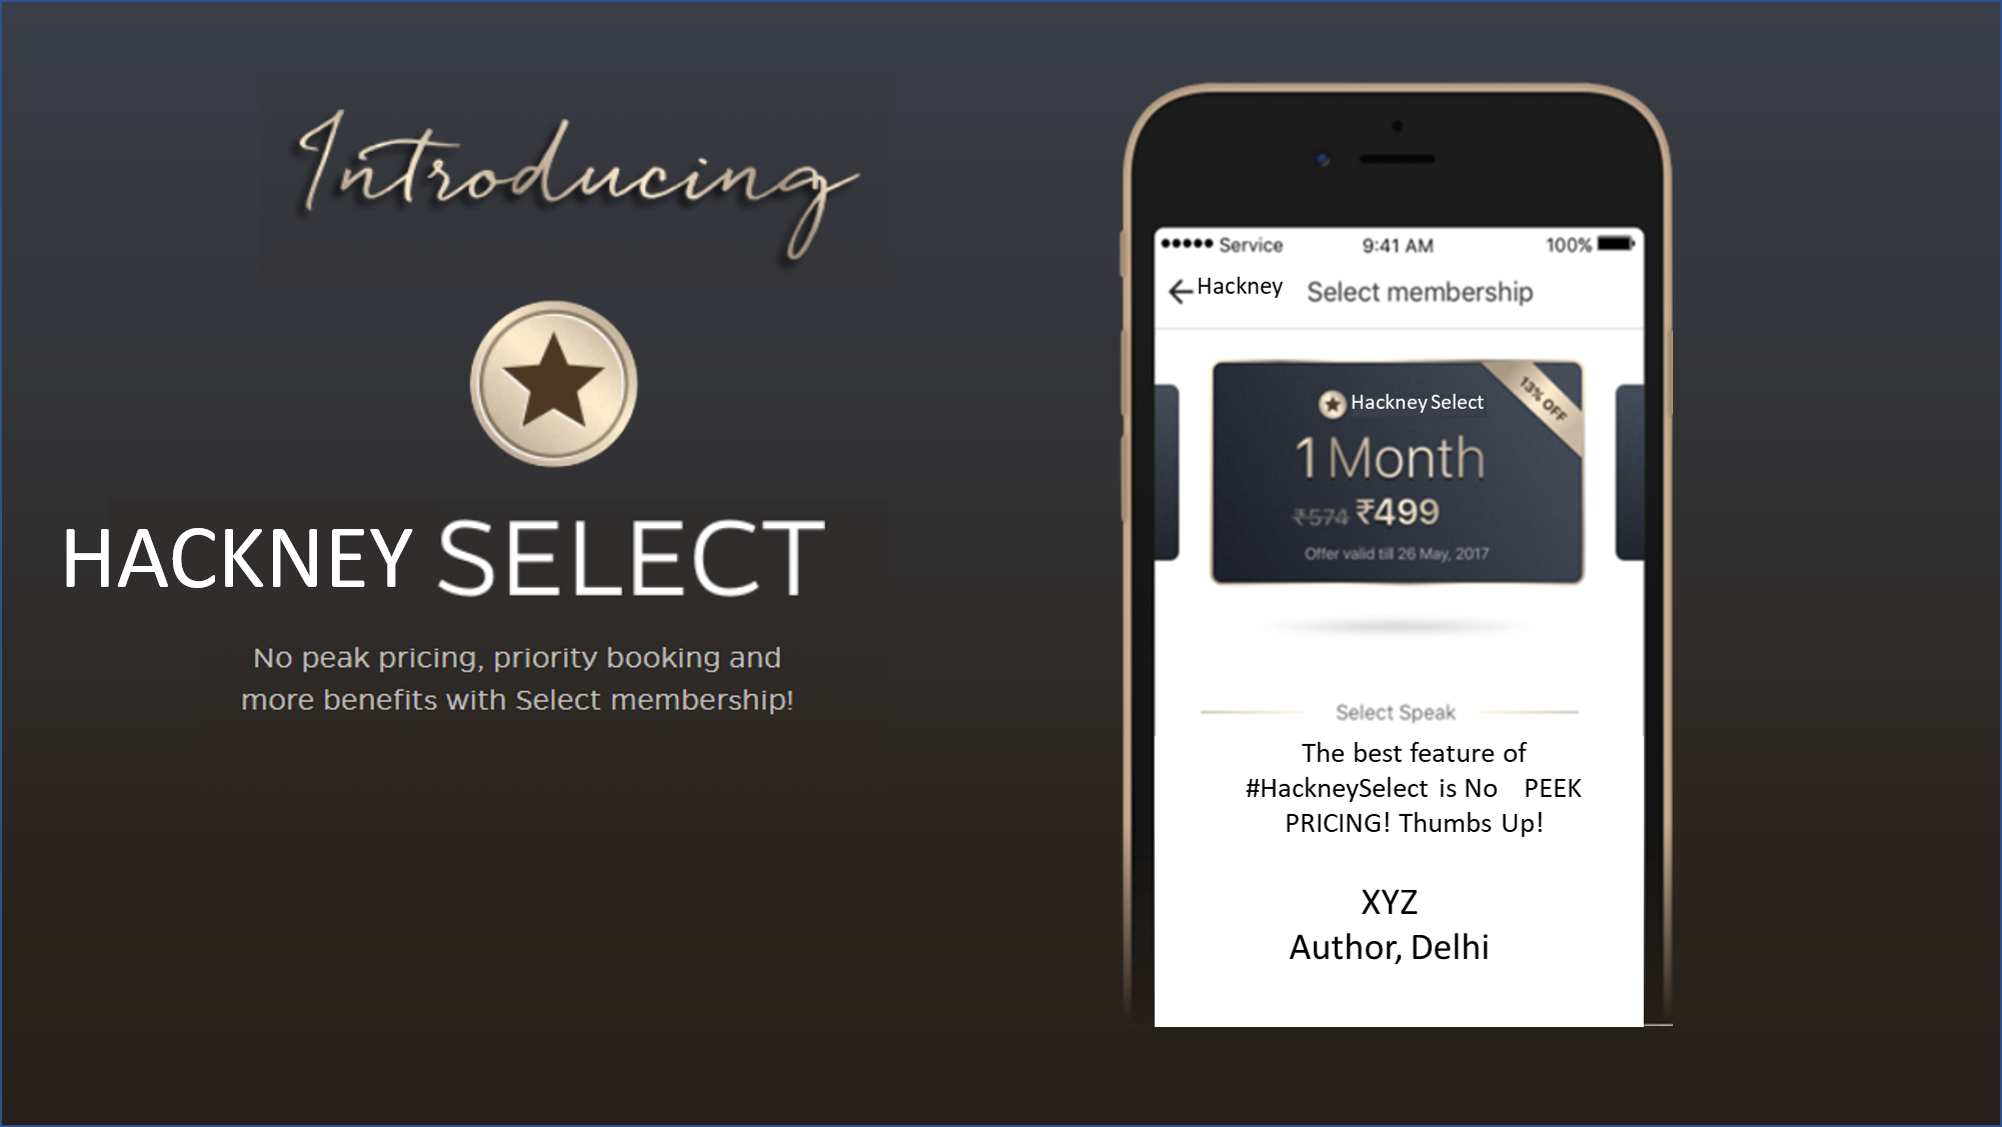 Introducing
HACKNEY SELECT
No peak pricing, priority booking and
more benefits with Select membership!
Service 9:41 AM 100%
Hackney Select membership
13% OFF
Hackney Select
1 Month
₹574 ₹499
Offer valid till 26 May, 2017
Select Speak
The best feature of
#HackneySelect is No PEEK
PRICING! Thumbs Up!
XYZ
Author, Delhi